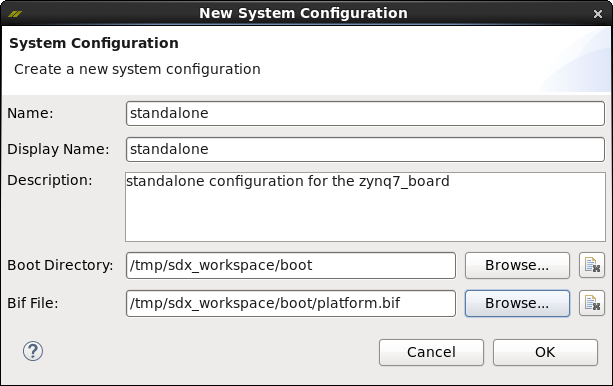 New System Configuration
System Configuration
Create a new system configuration
Name: standalone
Display Name: standalone
Description: standalone configuration for the zynq7_board
Boot Directory: /tmp/sdx_workspace/boot Browse...
Bif File: /tmp/sdx_workspace/boot/platform.bif Browse...
? Cancel OK